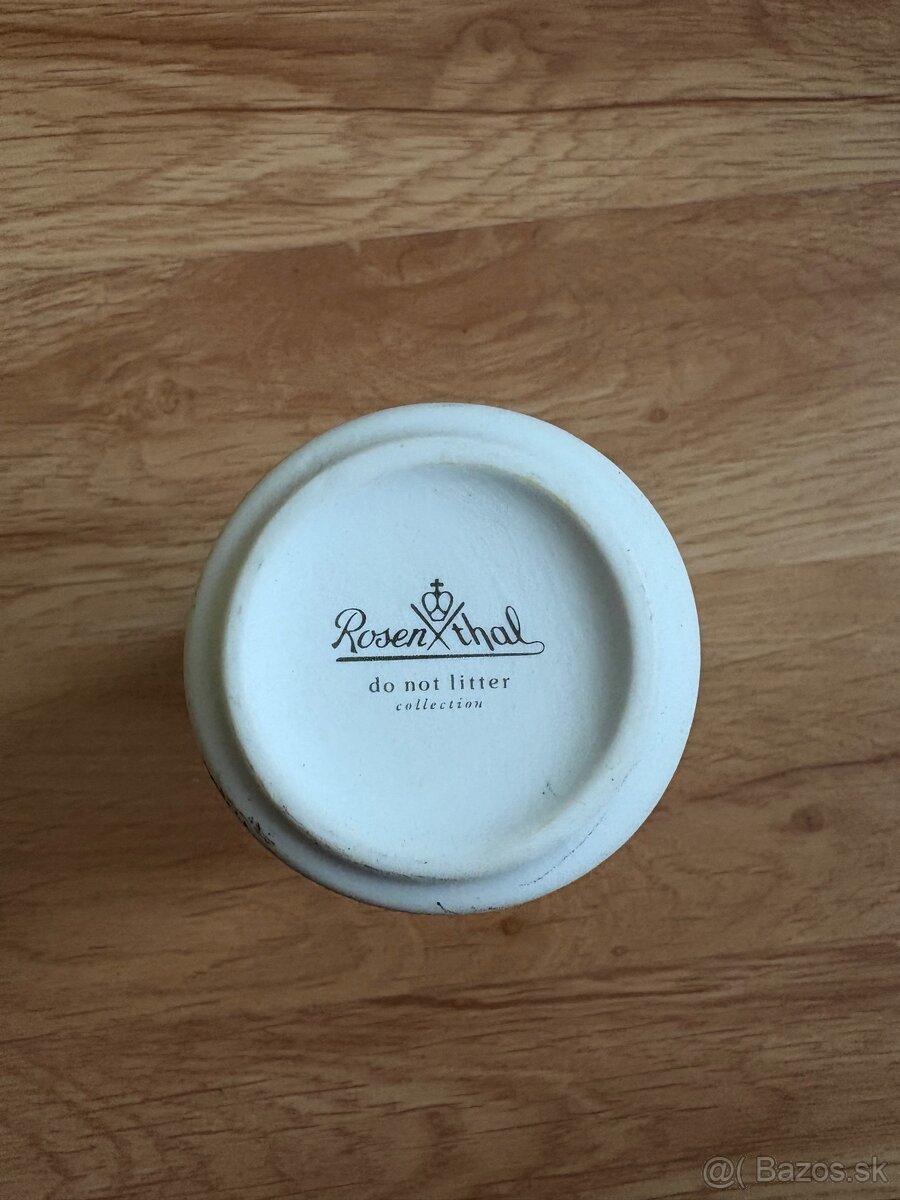 Rosenthal
do not litter
collection
@( Bazos.sk